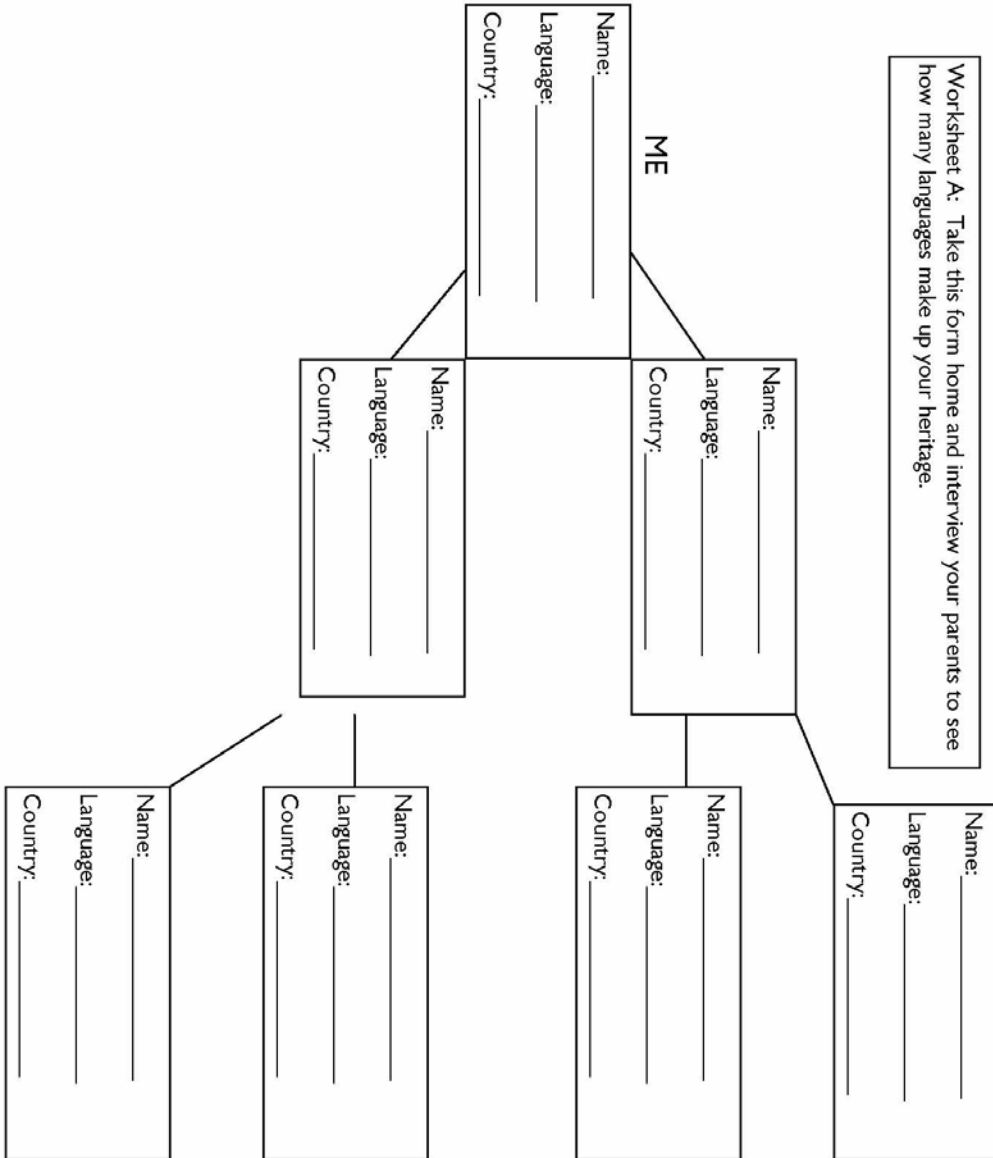 Worksheet A: Take this form home and interview your parents to see
how many languages make up your heritage.
ME
Name:
Language:
Country:
Name:
Language:
Country:
Name:
Language:
Country:
Name:
Language:
Country:
Name:
Language:
Country:
Name:
Language:
Country:
Name:
Language:
Country: